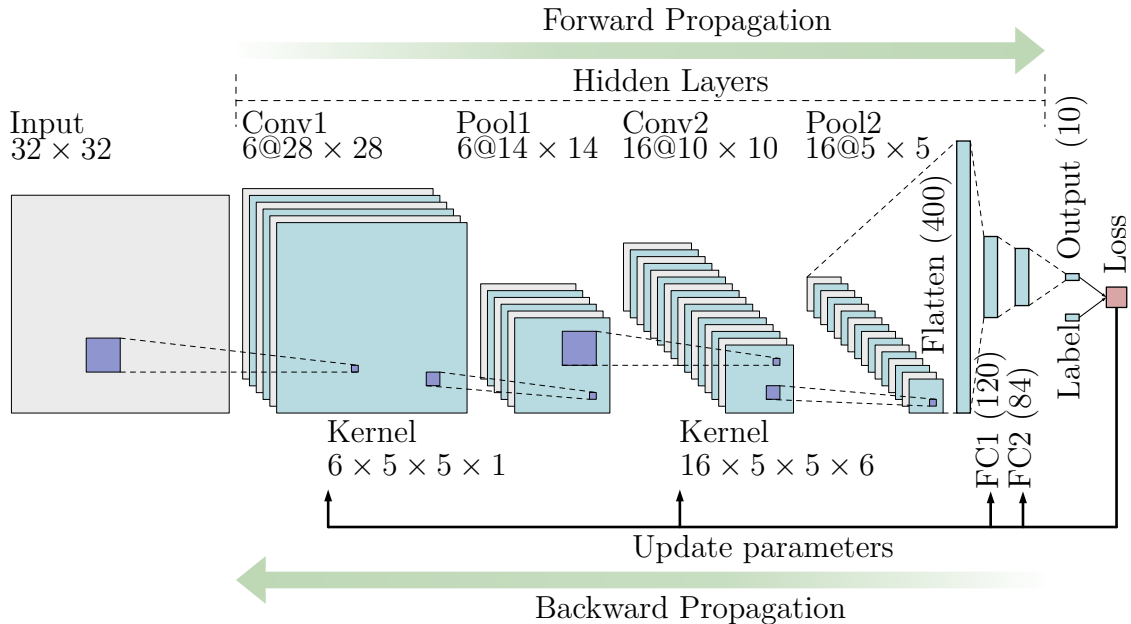 Forward Propagation
Hidden Layers
Input
32 × 32
Conv1
6@28 × 28
Pool1
6@14 × 14
Conv2
16@10 × 10
Pool2
16@5 × 5
Flatten (400)
FC1 (120)
FC2 (84)
Output (10)
Label
Loss
Kernel
6 × 5 × 5 × 1
Kernel
16 × 5 × 5 × 6
Update parameters
Backward Propagation